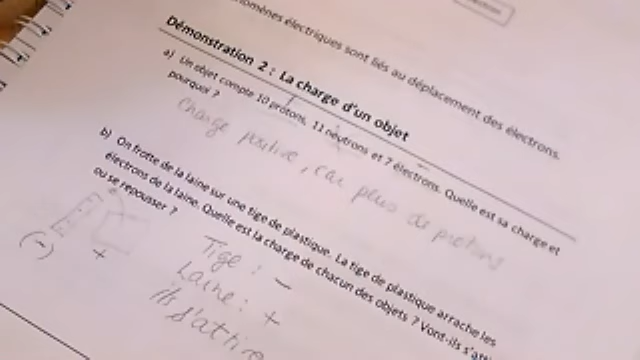 nomènes électriques sont liés au déplacement des électrons.
Démonstration 2 : La charge d'un objet
a) Un objet compte 10 protons, 11 neutrons et 7 électrons. Quelle est sa charge et
pourquoi ?
Charge positive, car plus de protons
b) On frotte de la laine sur une tige de plastique. La tige de plastique arrache les
électrons de la laine. Quelle est la charge de chacun des objets ? Vont-ils s'atti
ou se repousser ?
(-) +
Tige : -
Laine : +
ils s'attire